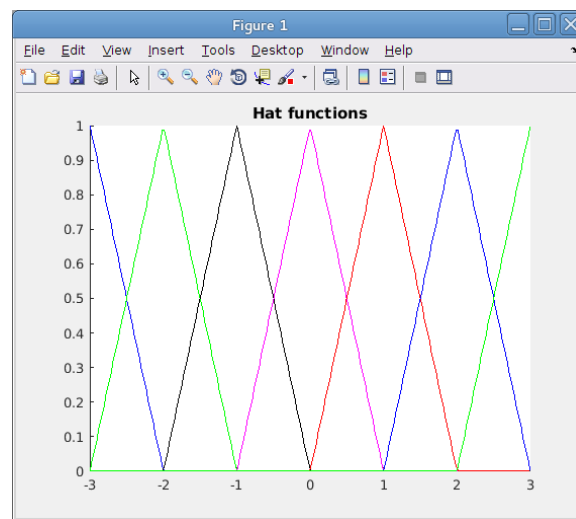 Figure 1
File Edit View Insert Tools Desktop Window Help
Hat functions
1
0.9
0.8
0.7
0.6
0.5
0.4
0.3
0.2
0.1
0
-3 -2 -1 0 1 2 3